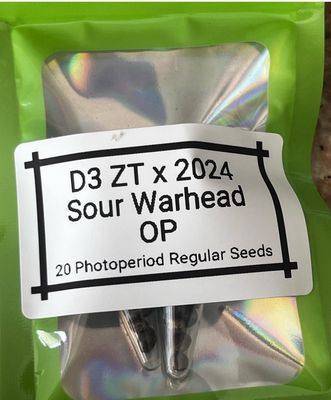 D3 ZT x 2024
Sour Warhead
OP
20 Photoperiod Regular Seeds